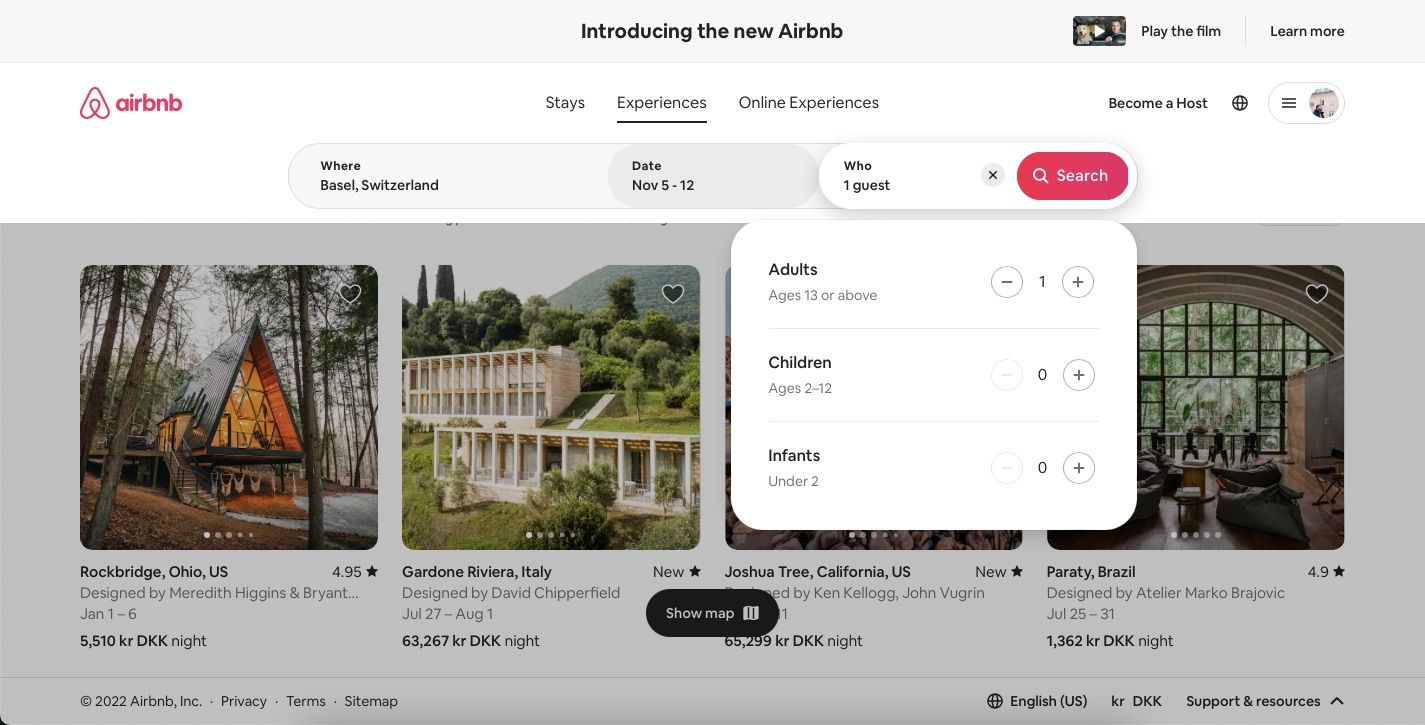 Introducing the new Airbnb
Play the film
Learn more
airbnb
Stays
Experiences
Online Experiences
Become a Host
Where
Basel, Switzerland
Date
Nov 5 - 12
Who
1 guest
Search
Adults
Ages 13 or above
1
Children
Ages 2–12
0
Infants
Under 2
0
Rockbridge, Ohio, US 4.95
Designed by Meredith Higgins & Bryant...
Jan 1 – 6
5,510 kr DKK night
Gardone Riviera, Italy New
Designed by David Chipperfield
Jul 27 – Aug 1
63,267 kr DKK night
Joshua Tree, California, US New
by Ken Kellogg, John Vugrin
11
65,299 kr DKK night
Paraty, Brazil 4.9
Designed by Atelier Marko Brajovic
Jul 25 – 31
1,362 kr DKK night
Show map
© 2022 Airbnb, Inc. · Privacy · Terms · Sitemap
English (US)
kr DKK
Support & resources